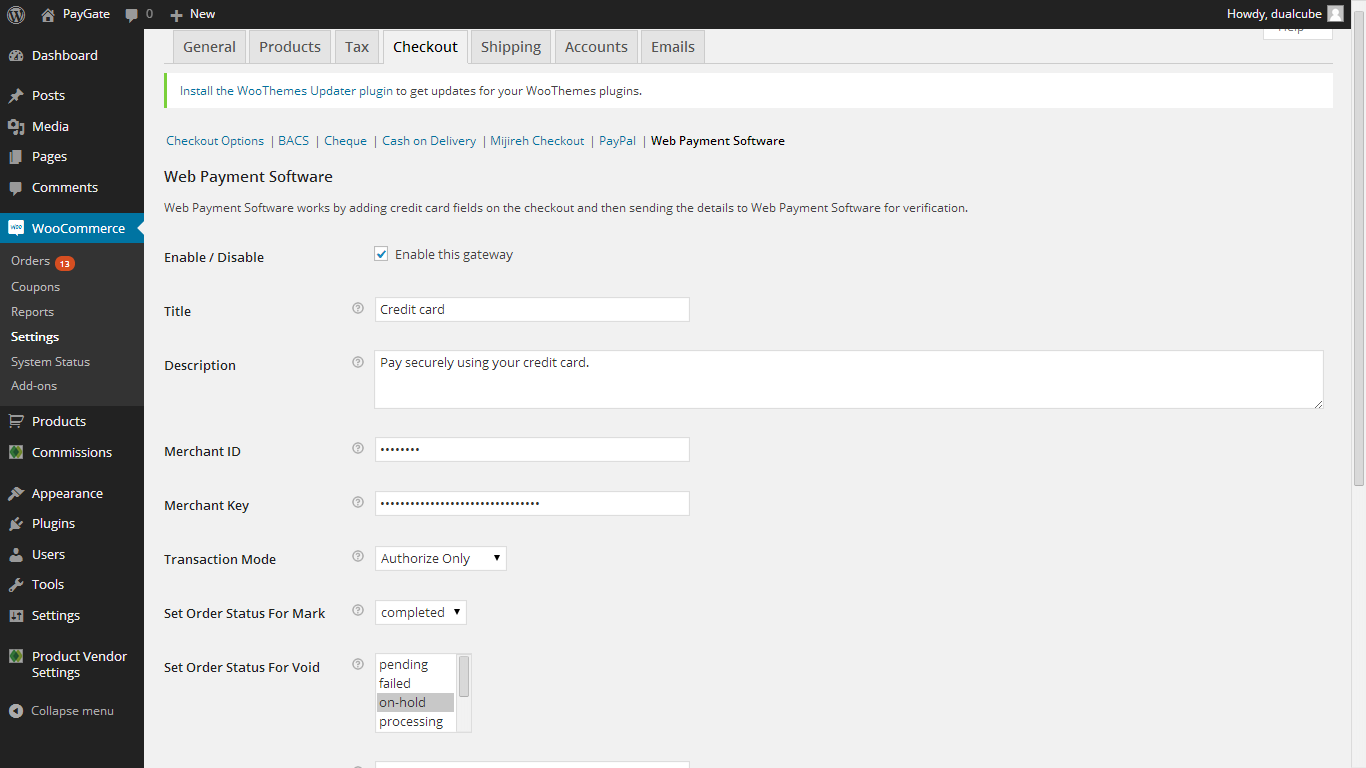 PayGate 0 New Howdy, dualcube
Help
Dashboard
Posts
Media
Pages
Comments
WooCommerce
Orders 13
Coupons
Reports
Settings
System Status
Add-ons
Products
Commissions
Appearance
Plugins
Users
Tools
Settings
Product Vendor
Settings
Collapse menu
General Products Tax Checkout Shipping Accounts Emails
Install the WooThemes Updater plugin to get updates for your WooThemes plugins.
Checkout Options | BACS | Cheque | Cash on Delivery | Mijireh Checkout | PayPal | Web Payment Software
Web Payment Software
Web Payment Software works by adding credit card fields on the checkout and then sending the details to Web Payment Software for verification.
Enable / Disable Enable this gateway
Title Credit card
Description Pay securely using your credit card.
Merchant ID ••••••••
Merchant Key ••••••••••••••••••••••••••••••••
Transaction Mode Authorize Only
Set Order Status For Mark completed
Set Order Status For Void pending
failed
on-hold
processing